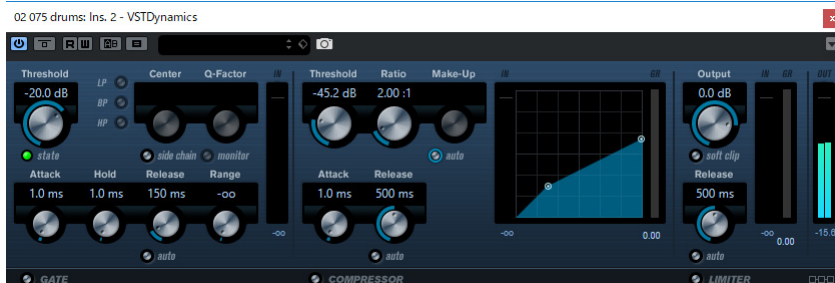 02 075 drums: Ins. 2 - VSTDynamics
x
R W
Threshold
-20.0 dB
state
LP
BP
HP
Center
Q-Factor
IN
side chain
monitor
Attack
Hold
Release
Range
1.0 ms
1.0 ms
150 ms
-oo
auto
-oo
GATE
Threshold
Ratio
Make-Up
-45.2 dB
2.00 :1
auto
IN
GR
Attack
Release
1.0 ms
500 ms
auto
-oo
0.00
COMPRESSOR
Output
0.0 dB
IN
GR
OUT
soft clip
Release
500 ms
auto
-oo
0.00
-15.6
LIMITER